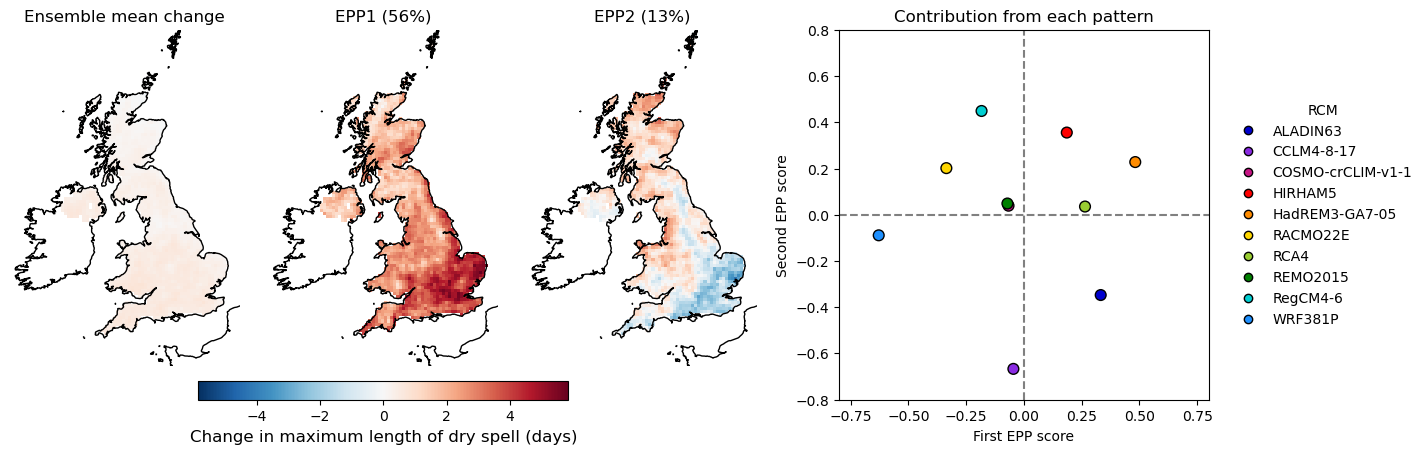 Ensemble mean change
EPP1 (56%)
EPP2 (13%)
Contribution from each pattern
−4 −2 0 2 4
Change in maximum length of dry spell (days)
Second EPP score
0.8
0.6
0.4
0.2
0.0
−0.2
−0.4
−0.6
−0.8
−0.75 −0.50 −0.25 0.00 0.25 0.50 0.75
First EPP score
RCM
ALADIN63
CCLM4-8-17
COSMO-crCLIM-v1-1
HIRHAM5
HadREM3-GA7-05
RACMO22E
RCA4
REMO2015
RegCM4-6
WRF381P